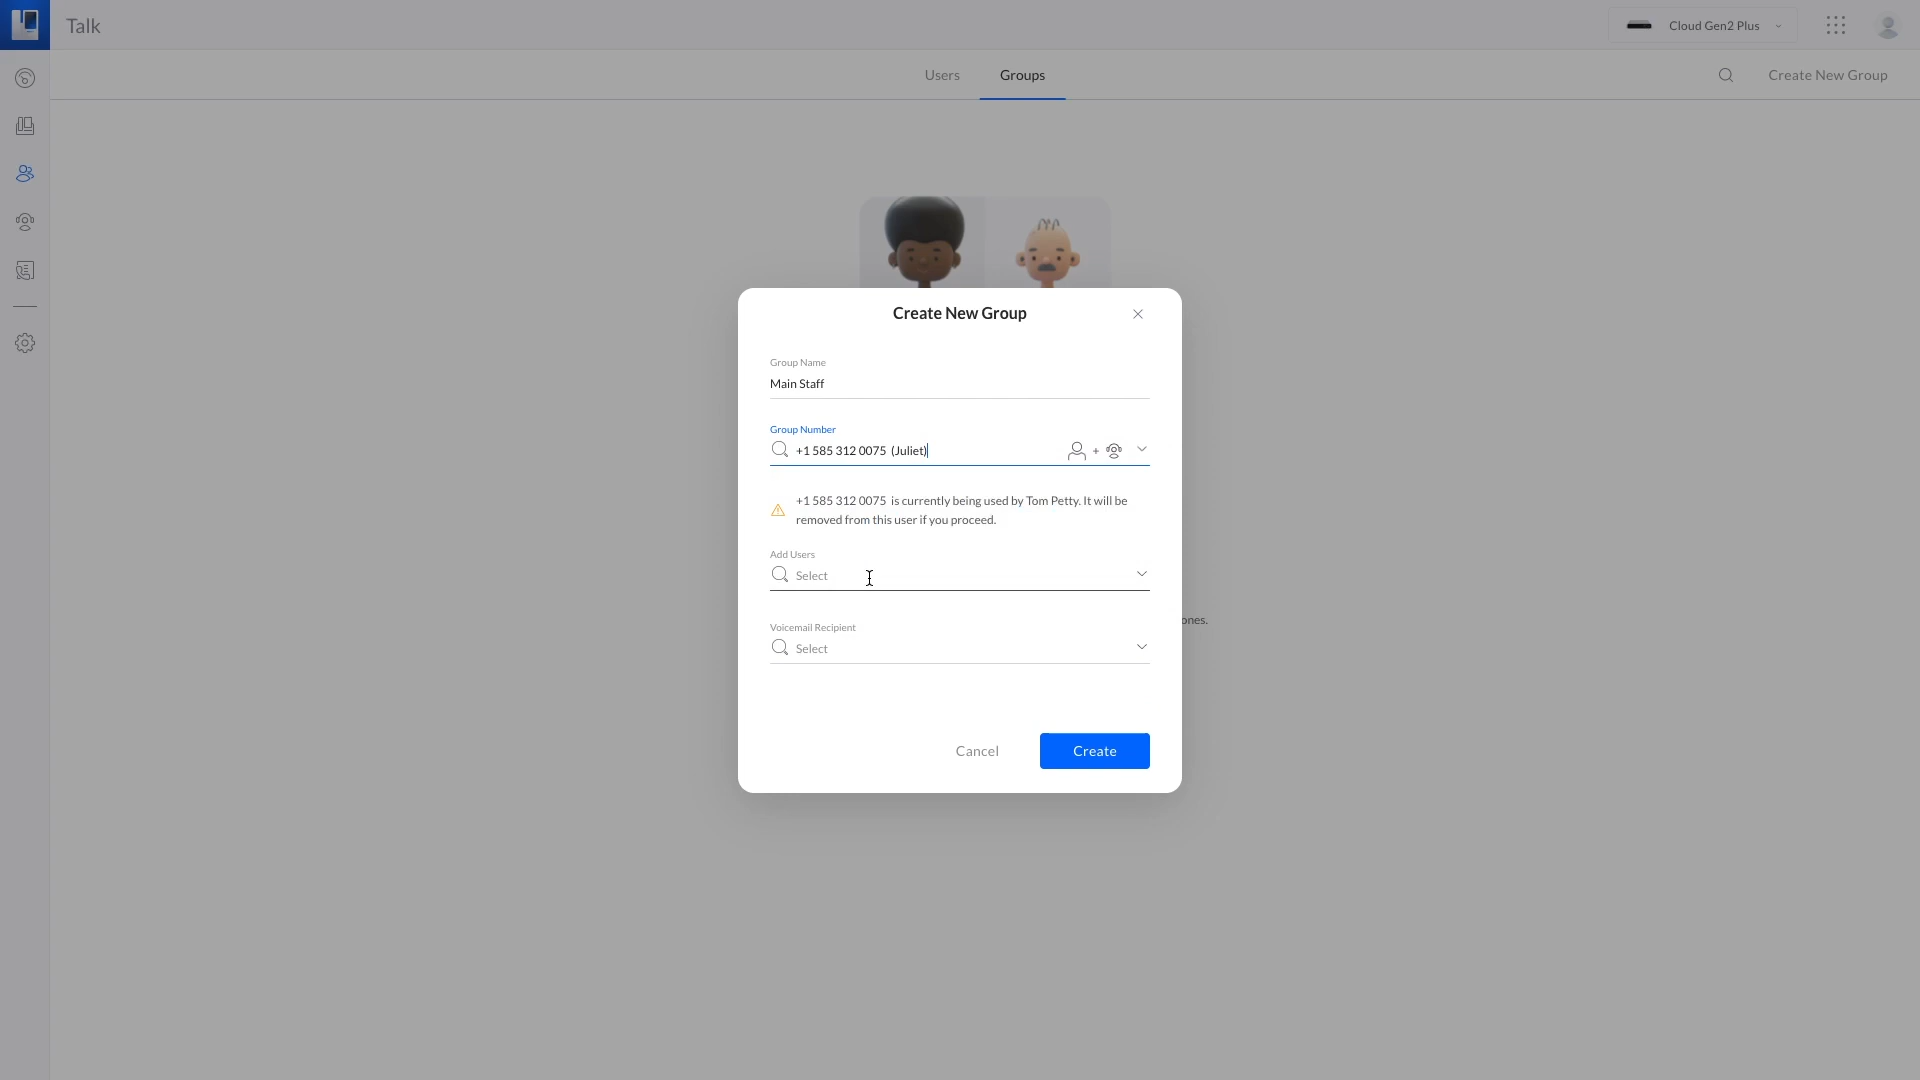 Talk
Cloud Gen2 Plus
Users
Groups
Create New Group
Create New Group
Group Name
Main Staff
Group Number
+1 585 312 0075 (Juliet)
+
+1 585 312 0075 is currently being used by Tom Petty. It will be
removed from this user if you proceed.
Add Users
Select
ones.
Voicemail Recipient
Select
Cancel
Create